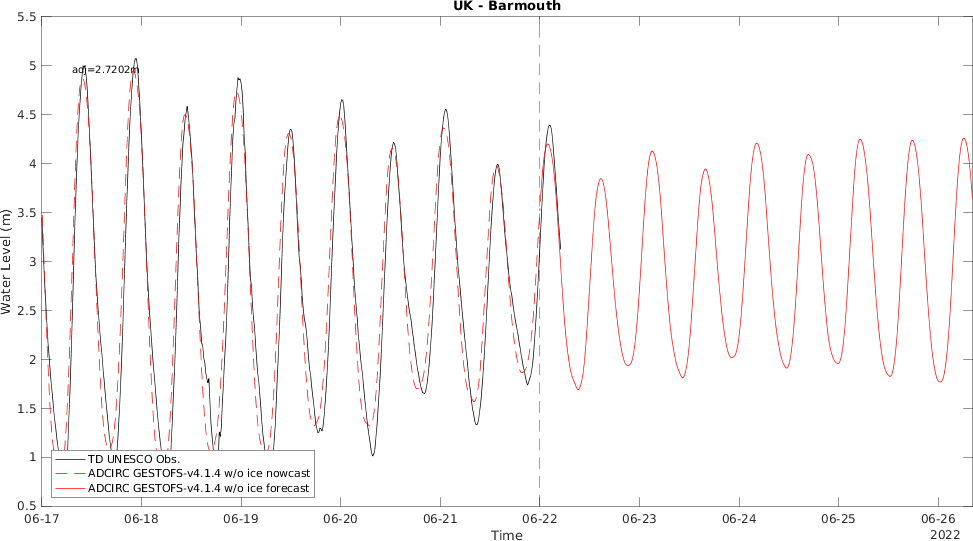 UK - Barmouth
5.5
5
4.5
4
3.5
3
2.5
2
1.5
1
0.5
Water Level (m)
adj=2.7202m
TD UNESCO Obs.
ADCIRC GESTOFS-v4.1.4 w/o ice nowcast
ADCIRC GESTOFS-v4.1.4 w/o ice forecast
06-17 06-18 06-19 06-20 06-21 06-22 06-23 06-24 06-25 06-26
Time
2022